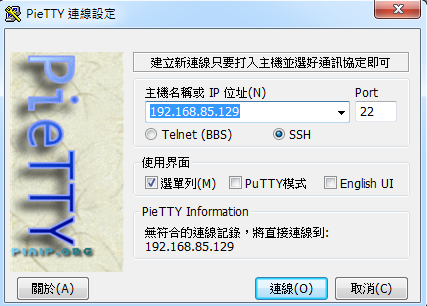 PieTTY 連線設定
建立新連線只要打入主機並選好通訊協定即可
主機名稱或 IP 位址(N)
Port
192.168.85.129
22
Telnet (BBS)
SSH
使用界面
選單列(M)
PuTTY模式
English UI
PieTTY Information
無符合的連線記錄，將直接連線到:
192.168.85.129
PieTTY
PIAIP.ORG
關於(A)
連線(O)
取消(C)